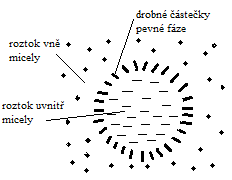 drobné částečky
pevné fáze
roztok vně
micely
roztok uvnitř
micely